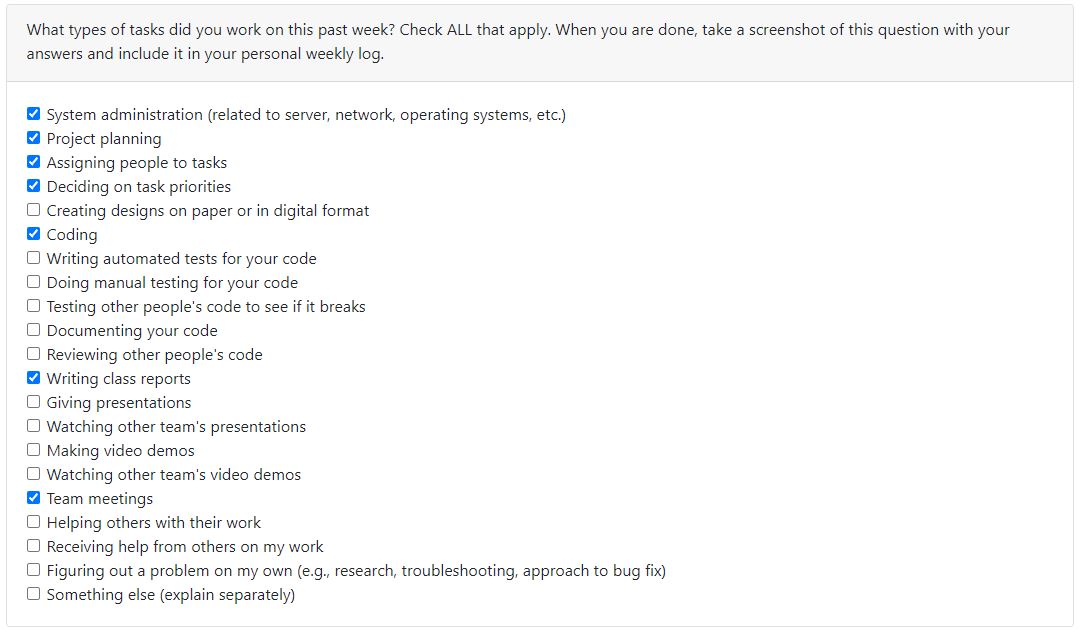 What types of tasks did you work on this past week? Check ALL that apply. When you are done, take a screenshot of this question with your
answers and include it in your personal weekly log.
System administration (related to server, network, operating systems, etc.)
Project planning
Assigning people to tasks
Deciding on task priorities
Creating designs on paper or in digital format
Coding
Writing automated tests for your code
Doing manual testing for your code
Testing other people's code to see if it breaks
Documenting your code
Reviewing other people's code
Writing class reports
Giving presentations
Watching other team's presentations
Making video demos
Watching other team's video demos
Team meetings
Helping others with their work
Receiving help from others on my work
Figuring out a problem on my own (e.g., research, troubleshooting, approach to bug fix)
Something else (explain separately)